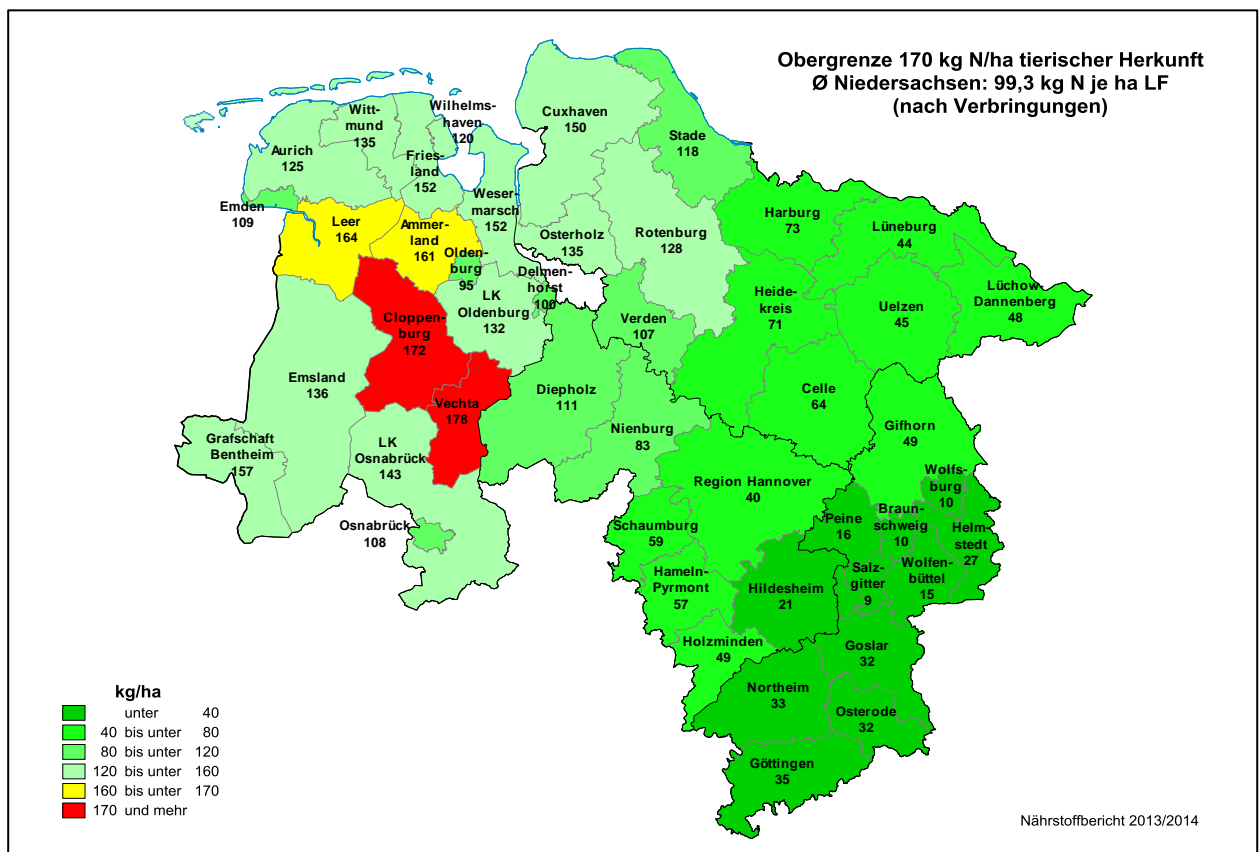 Obergrenze 170 kg N/ha tierischer Herkunft
Ø Niedersachsen: 99,3 kg N je ha LF
(nach Verbringungen)
Wilhelms-
haven
120
Witt-
mund
135
Cuxhaven
150
Stade
118
Aurich
125
Fries-
land
152
Emden
109
Leer
164
Ammer-
land
161
Weser-
marsch
152
Osterholz
135
Rotenburg
128
Harburg
73
Lüneburg
44
Olden-
burg
95
Delmen-
horst
100
LK
Oldenburg
132
Verden
107
Heide-
kreis
71
Uelzen
45
Lüchow
Dannenberg
48
Cloppen-
burg
172
Emsland
136
Vechta
178
Diepholz
111
Nienburg
83
Celle
64
Gifhorn
49
Grafschaft
Bentheim
157
LK
Osnabrück
143
Osnabrück
108
Region Hannover
40
Wolfs-
burg
10
Schaumburg
59
Peine
16
Braun-
schweig
10
Helm-
stedt
27
Hameln-
Pyrmont
57
Hildesheim
21
Salz-
gitter
9
Wolfen-
büttel
15
Holzminden
49
Goslar
32
Northeim
33
Osterode
32
Göttingen
35
kg/ha
unter 40
40 bis unter 80
80 bis unter 120
120 bis unter 160
160 bis unter 170
170 und mehr
Nährstoffbericht 2013/2014